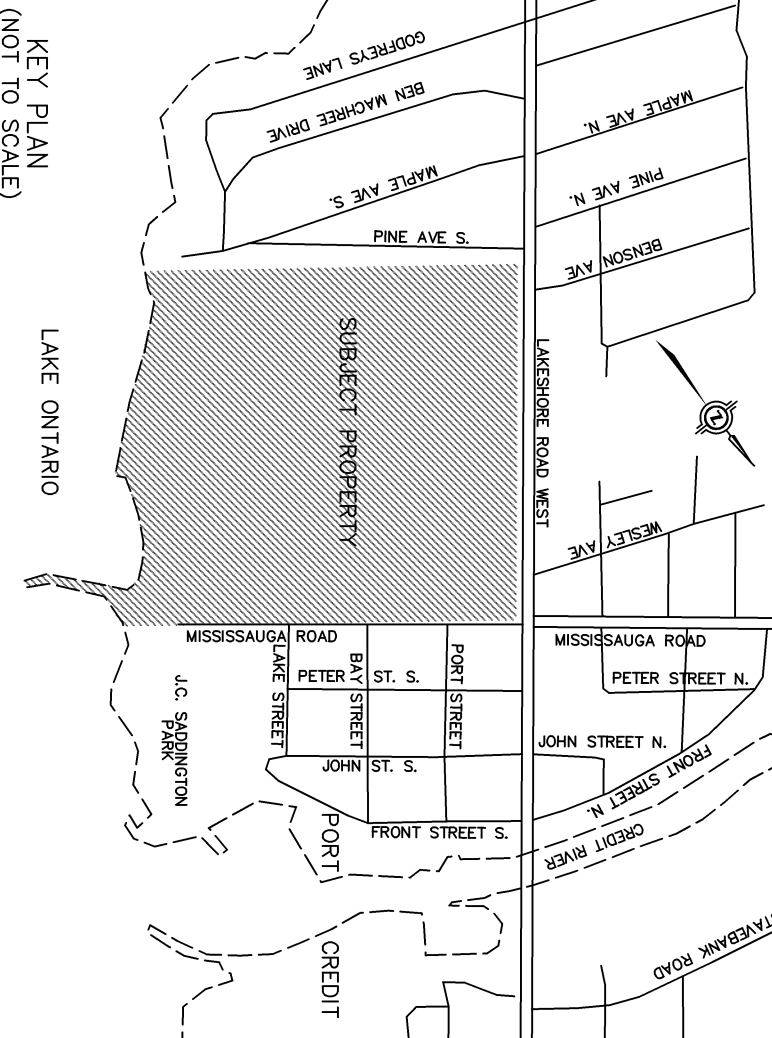 GODFREYS LANE
BEN MACHREE DRIVE
MAPLE AVE S.
PINE AVE S.
MAPLE AVE N.
PINE AVE N.
BENSON AVE
LAKESHORE ROAD WEST
N
WESLEY AVE
SUBJECT PROPERTY
KEY PLAN
(NOT TO SCALE)
LAKE ONTARIO
MISSISSAUGA ROAD
LAKE STREET
PETER ST. S.
BAY STREET
PORT STREET
JOHN ST. S.
FRONT STREET S.
J.C. SADDINGTON
PARK
PORT CREDIT
MISSISSAUGA ROAD
PETER STREET N.
JOHN STREET N.
FRONT STREET N.
CREDIT RIVER
TAVEBANK ROAD